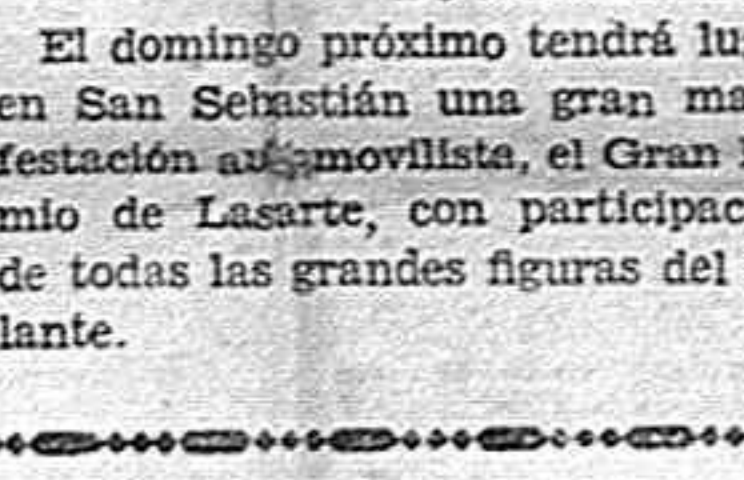 El domingo próximo tendrá lu
en San Sebastián una gran ma
festación automoviliste, el Gran
mio de Lasarte, con participac
de todas las grandes figuras del
lante.